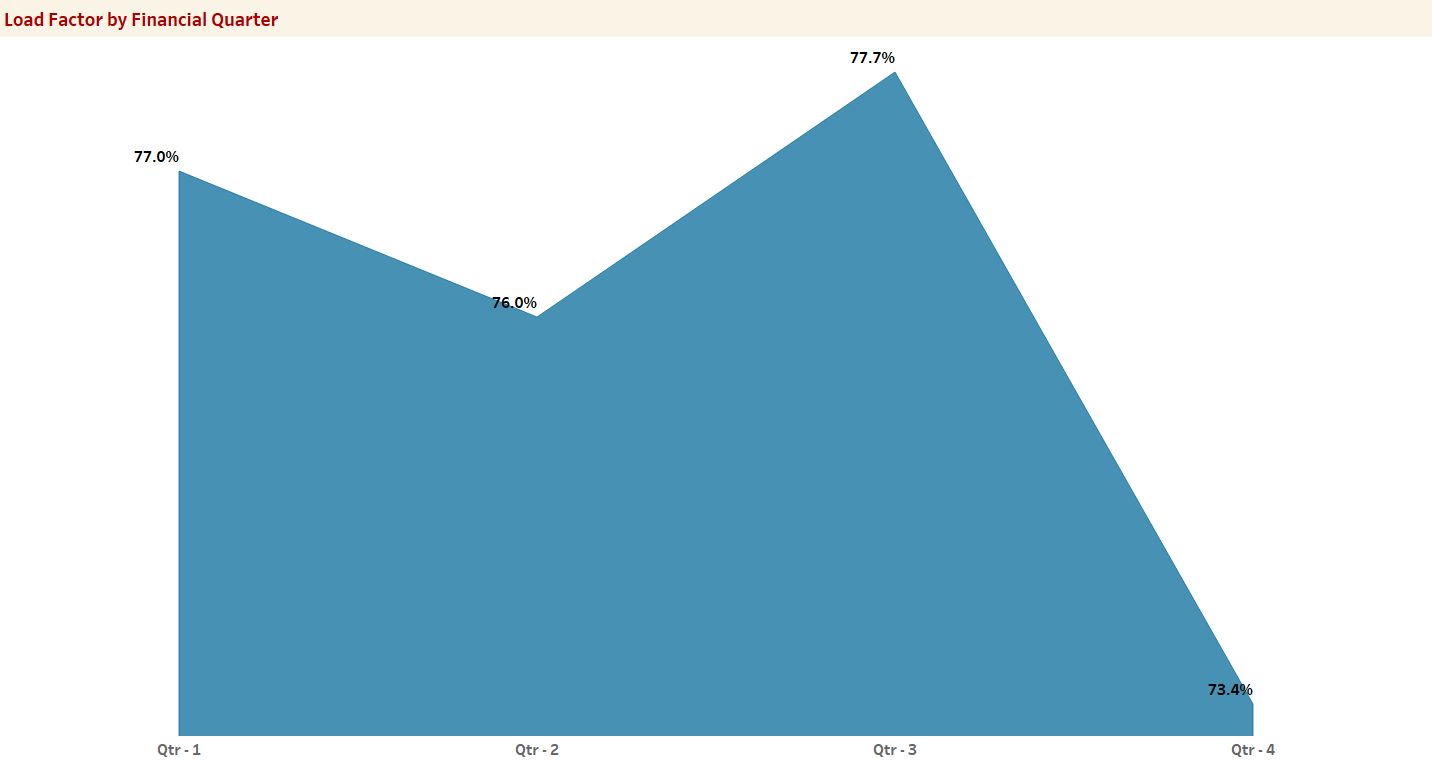 Load Factor by Financial Quarter
77.7%
77.0%
76.0%
73.4%
Qtr - 1
Qtr - 2
Qtr - 3
Qtr - 4